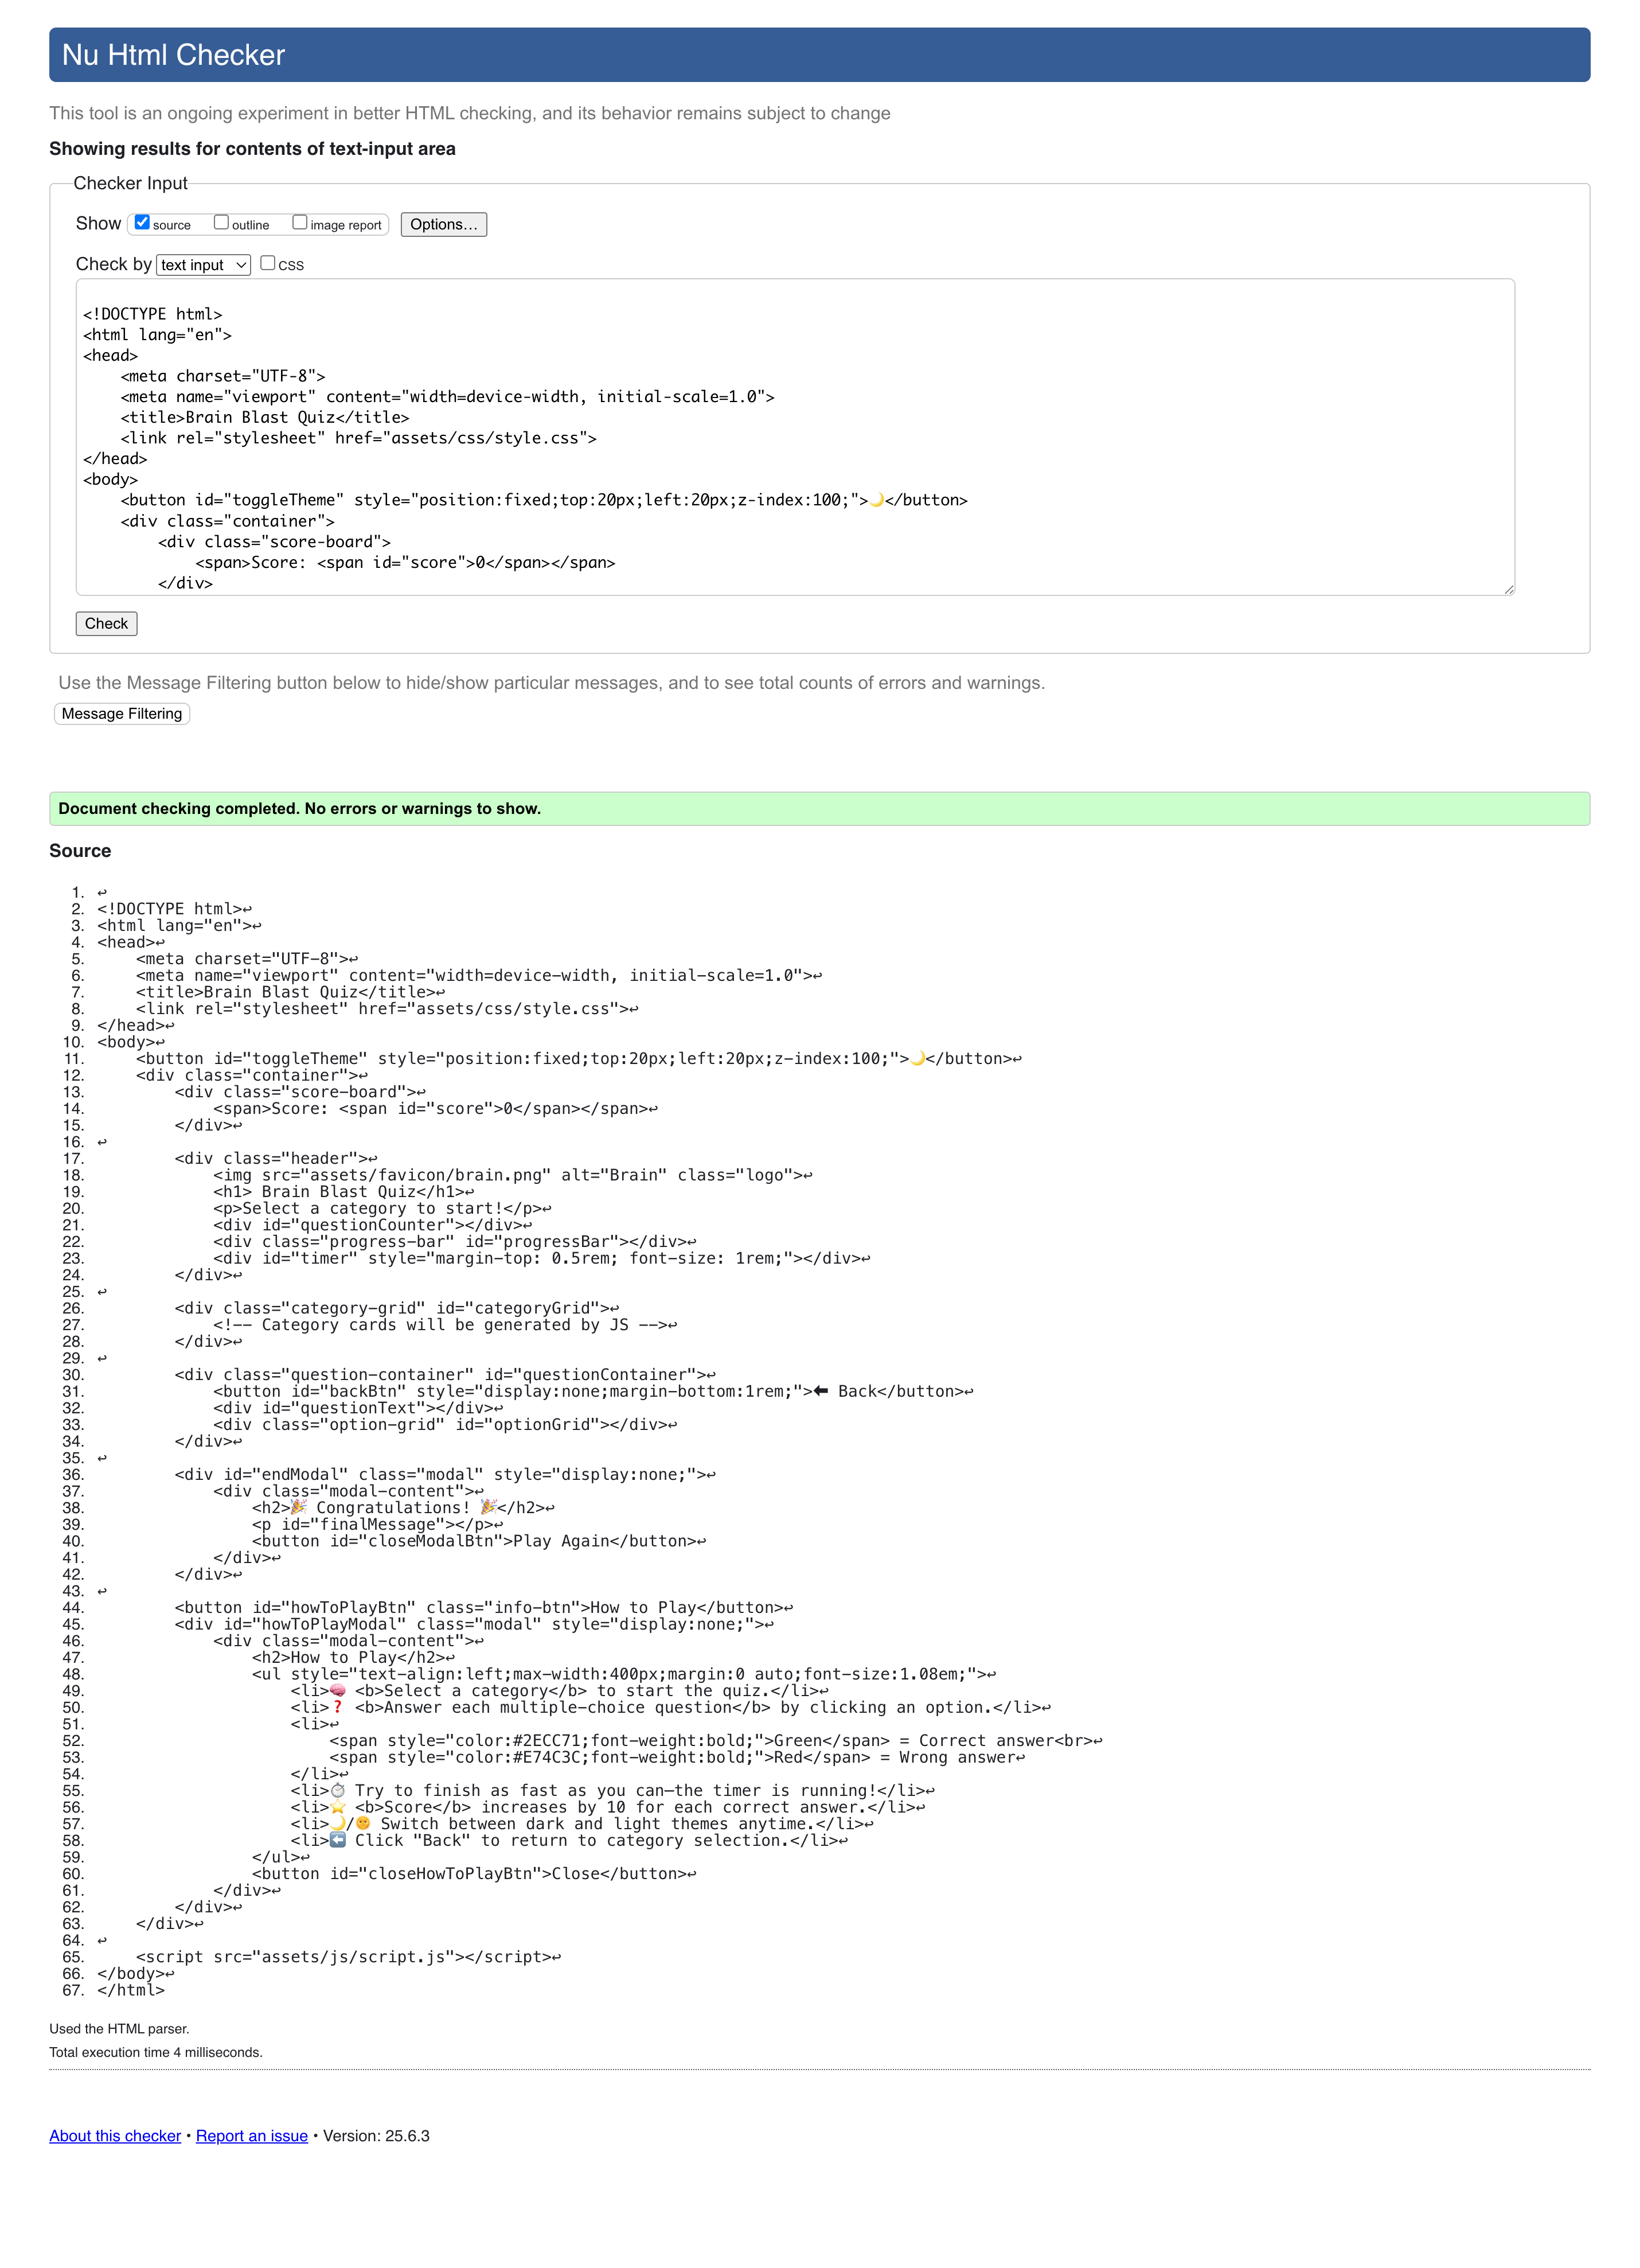 Nu Html Checker
This tool is an ongoing experiment in better HTML checking, and its behavior remains subject to change
Showing results for contents of text-input area
Checker Input
Show source outline image report Options…
Check by text input CSS
<!DOCTYPE html>
<html lang="en">
<head>
    <meta charset="UTF-8">
    <meta name="viewport" content="width=device-width, initial-scale=1.0">
    <title>Brain Blast Quiz</title>
    <link rel="stylesheet" href="assets/css/style.css">
</head>
<body>
    <button id="toggleTheme" style="position:fixed;top:20px;left:20px;z-index:100;">🌙</button>
    <div class="container">
        <div class="score-board">
            <span>Score: <span id="score">0</span></span>
        </div>
Check
Use the Message Filtering button below to hide/show particular messages, and to see total counts of errors and warnings.
Message Filtering
Document checking completed. No errors or warnings to show.
Source
1. ↩
2. <!DOCTYPE html>↩
3. <html lang="en">↩
4. <head>↩
5.     <meta charset="UTF-8">↩
6.     <meta name="viewport" content="width=device-width, initial-scale=1.0">↩
7.     <title>Brain Blast Quiz</title>↩
8.     <link rel="stylesheet" href="assets/css/style.css">↩
9. </head>↩
10. <body>↩
11.     <button id="toggleTheme" style="position:fixed;top:20px;left:20px;z-index:100;">🌙</button>↩
12.     <div class="container">↩
13.         <div class="score-board">↩
14.             <span>Score: <span id="score">0</span></span>↩
15.         </div>↩
16. ↩
17.         <div class="header">↩
18.             <img src="assets/favicon/brain.png" alt="Brain" class="logo">↩
19.             <h1> Brain Blast Quiz</h1>↩
20.             <p>Select a category to start!</p>↩
21.             <div id="questionCounter"></div>↩
22.             <div class="progress-bar" id="progressBar"></div>↩
23.             <div id="timer" style="margin-top: 0.5rem; font-size: 1rem;"></div>↩
24.         </div>↩
25. ↩
26.         <div class="category-grid" id="categoryGrid">↩
27.             <!-- Category cards will be generated by JS -->↩
28.         </div>↩
29. ↩
30.         <div class="question-container" id="questionContainer">↩
31.             <button id="backBtn" style="display:none;margin-bottom:1rem;">⬅ Back</button>↩
32.             <div id="questionText"></div>↩
33.             <div class="option-grid" id="optionGrid"></div>↩
34.         </div>↩
35. ↩
36.         <div id="endModal" class="modal" style="display:none;">↩
37.             <div class="modal-content">↩
38.                 <h2>🎉 Congratulations! 🎉</h2>↩
39.                 <p id="finalMessage"></p>↩
40.                 <button id="closeModalBtn">Play Again</button>↩
41.             </div>↩
42.         </div>↩
43. ↩
44.         <button id="howToPlayBtn" class="info-btn">How to Play</button>↩
45.         <div id="howToPlayModal" class="modal" style="display:none;">↩
46.             <div class="modal-content">↩
47.                 <h2>How to Play</h2>↩
48.                 <ul style="text-align:left;max-width:400px;margin:0 auto;font-size:1.08em;">↩
49.                     <li>🧠 <b>Select a category</b> to start the quiz.</li>↩
50.                     <li>❓ <b>Answer each multiple-choice question</b> by clicking an option.</li>↩
51.                     <li>↩
52.                         <span style="color:#2ECC71;font-weight:bold;">Green</span> = Correct answer<br>↩
53.                         <span style="color:#E74C3C;font-weight:bold;">Red</span> = Wrong answer↩
54.                     </li>↩
55.                     <li>⏱️ Try to finish as fast as you can—the timer is running!</li>↩
56.                     <li>⭐ <b>Score</b> increases by 10 for each correct answer.</li>↩
57.                     <li>🌙/🌞 Switch between dark and light themes anytime.</li>↩
58.                     <li>⬅️ Click "Back" to return to category selection.</li>↩
59.                 </ul>↩
60.                 <button id="closeHowToPlayBtn">Close</button>↩
61.             </div>↩
62.         </div>↩
63.     </div>↩
64. ↩
65.     <script src="assets/js/script.js"></script>↩
66. </body>↩
67. </html>
Used the HTML parser.
Total execution time 4 milliseconds.
About this checker • Report an issue • Version: 25.6.3